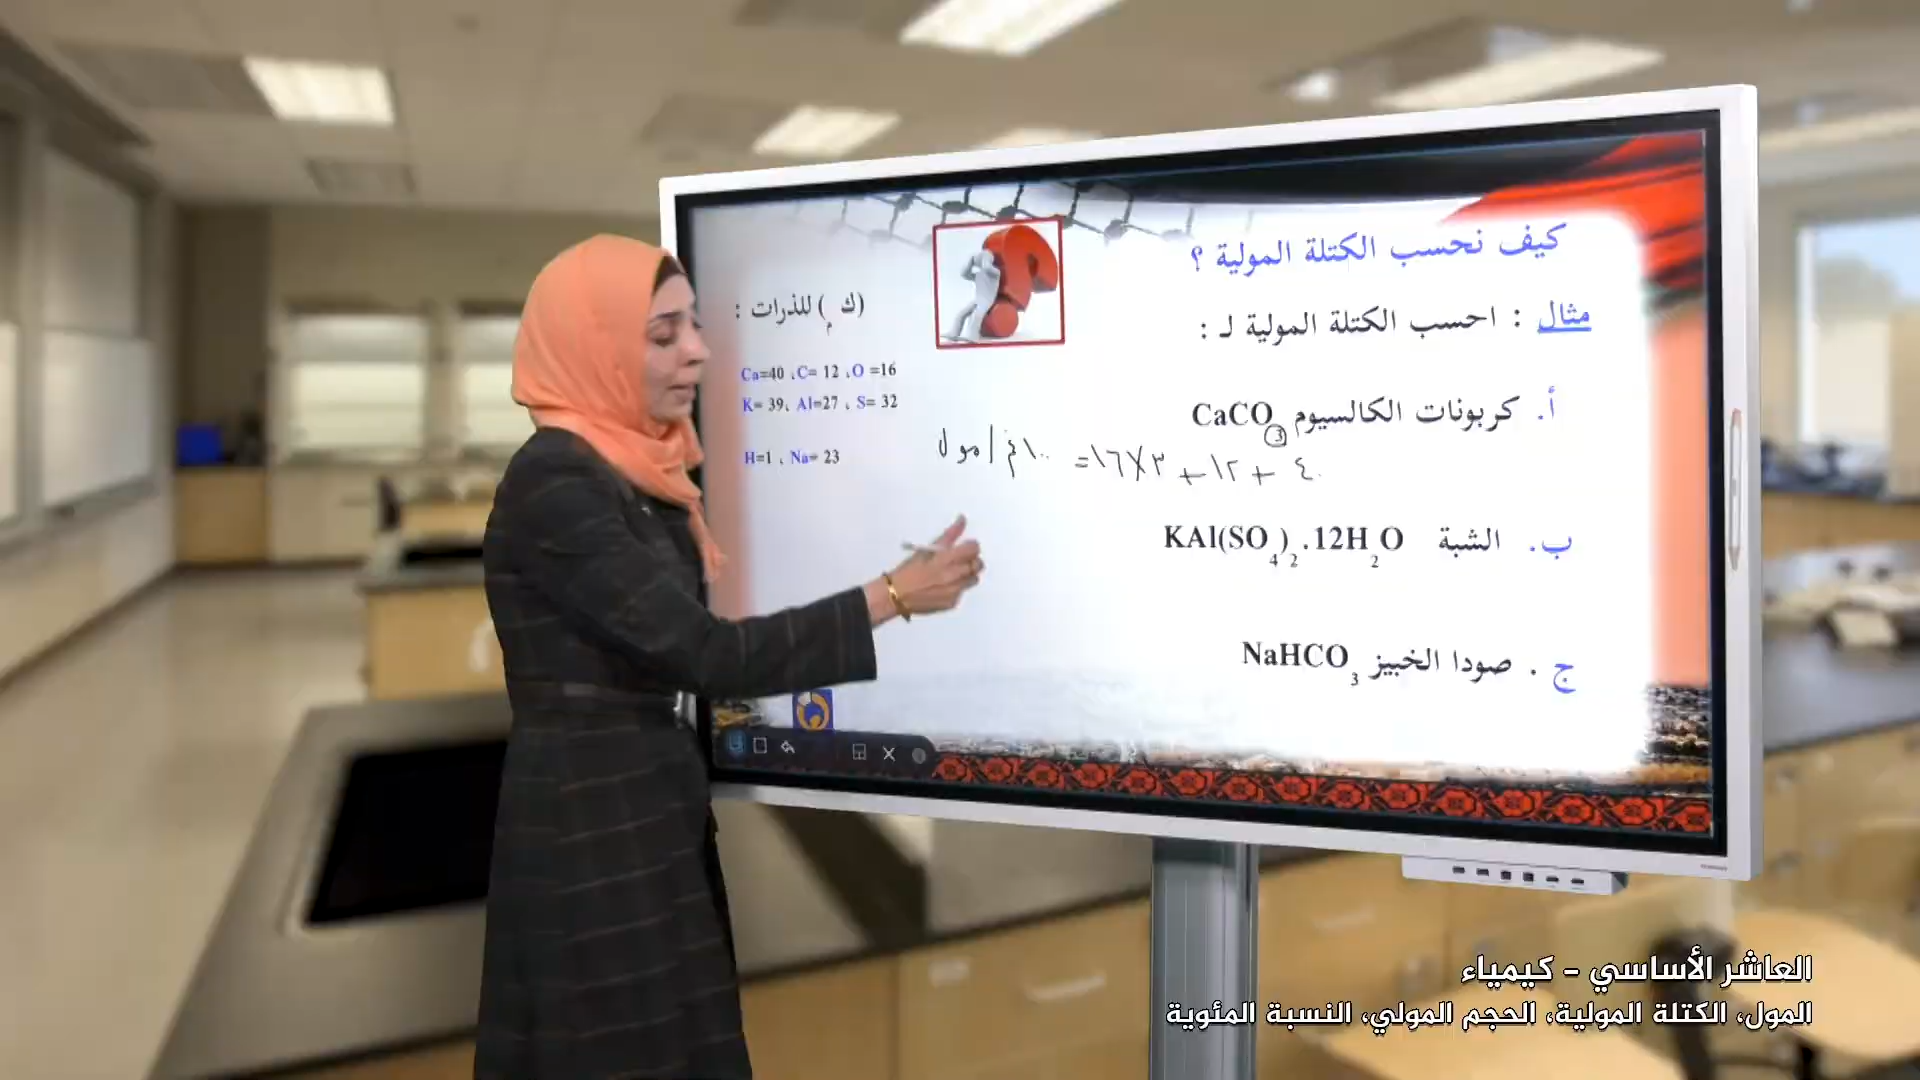 كيف نحسب الكتلة المولية ؟
مثال : احسب الكتلة المولية لـ :
أ. كربونات الكالسيوم CaCO3
٤٠ + ١٢ + ٣×١٦= ١٠٠غم/مول
ب. الشبة KAl(SO4)2.12H2O
ج . صودا الخبيز NaHCO3
(ك م) للذرات :
Ca=40 ،C= 12 ،O =16
K= 39، Al=27 ، S= 32
H=1 ، Na= 23
العاشر الأساسي - كيمياء
المول، الكتلة المولية، الحجم المولي، النسبة المئوية